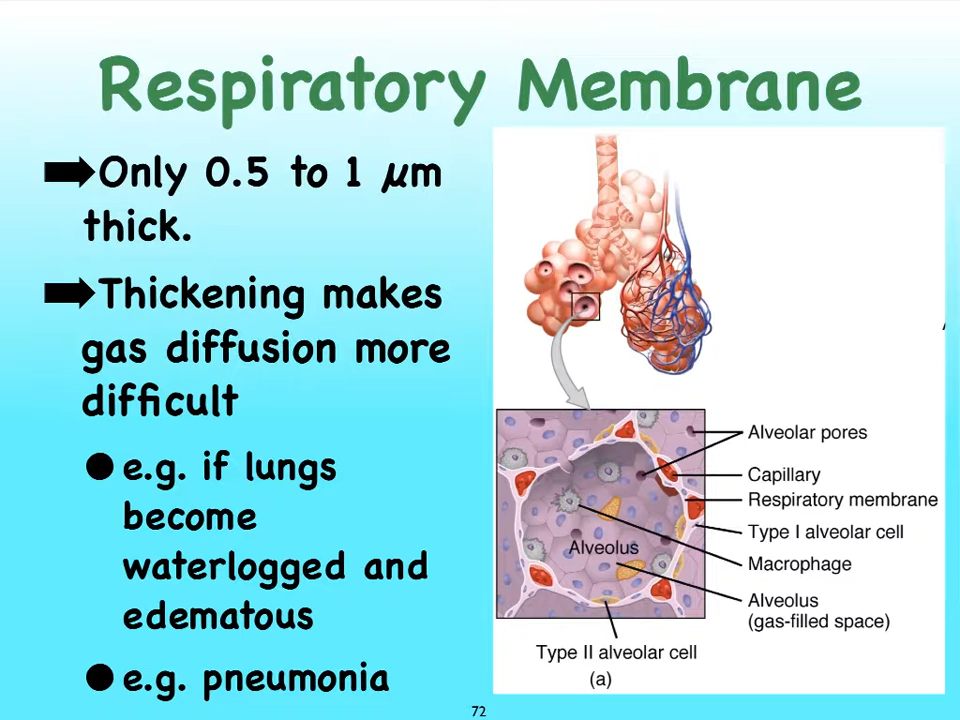 Respiratory Membrane
➡Only 0.5 to 1 µm
thick.
➡Thickening makes
gas diffusion more
difficult
● e.g. if lungs
become
waterlogged and
edematous
● e.g. pneumonia
Alveolar pores
Capillary
Respiratory membrane
Type I alveolar cell
Macrophage
Alveolus
Alveolus
(gas-filled space)
Type II alveolar cell
(a)
72